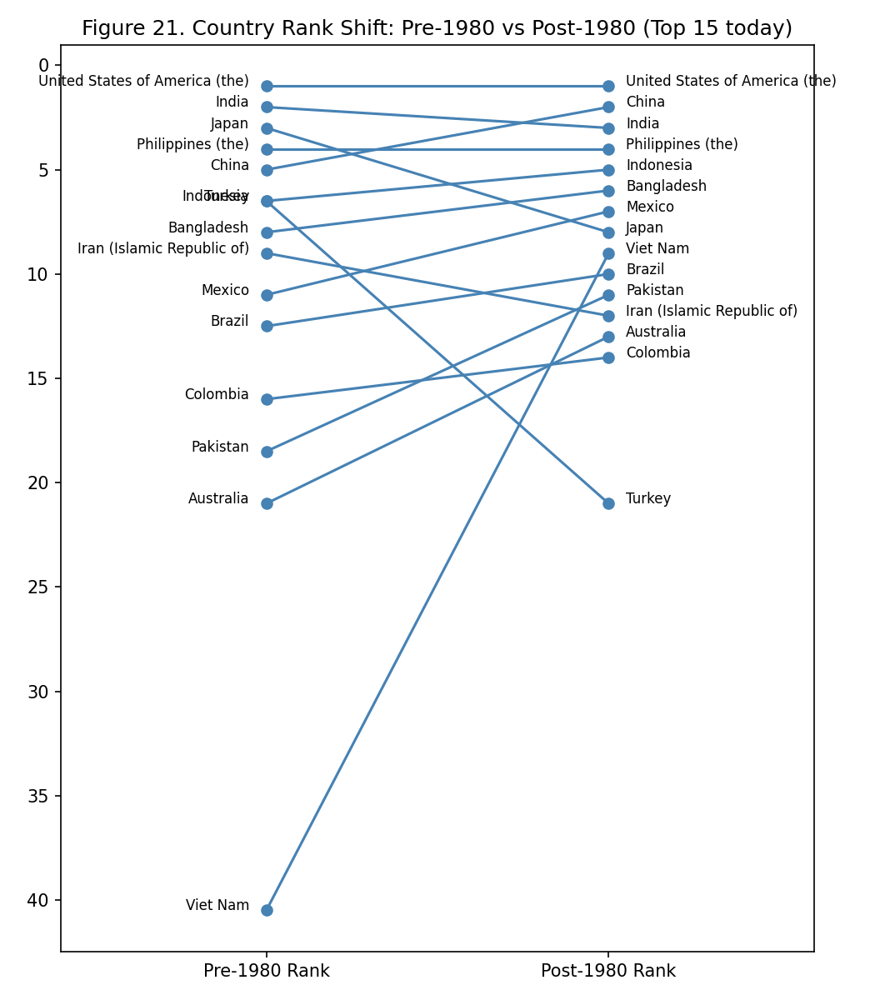 Figure 21. Country Rank Shift: Pre-1980 vs Post-1980 (Top 15 today)
0
5
10
15
20
25
30
35
40
United States of America (the)
India
Japan
Philippines (the)
China
Indonesia
Turkey
Bangladesh
Iran (Islamic Republic of)
Mexico
Brazil
Colombia
Pakistan
Australia
Viet Nam
United States of America (the)
China
India
Philippines (the)
Indonesia
Bangladesh
Mexico
Japan
Viet Nam
Brazil
Pakistan
Iran (Islamic Republic of)
Australia
Colombia
Turkey
Pre-1980 Rank
Post-1980 Rank